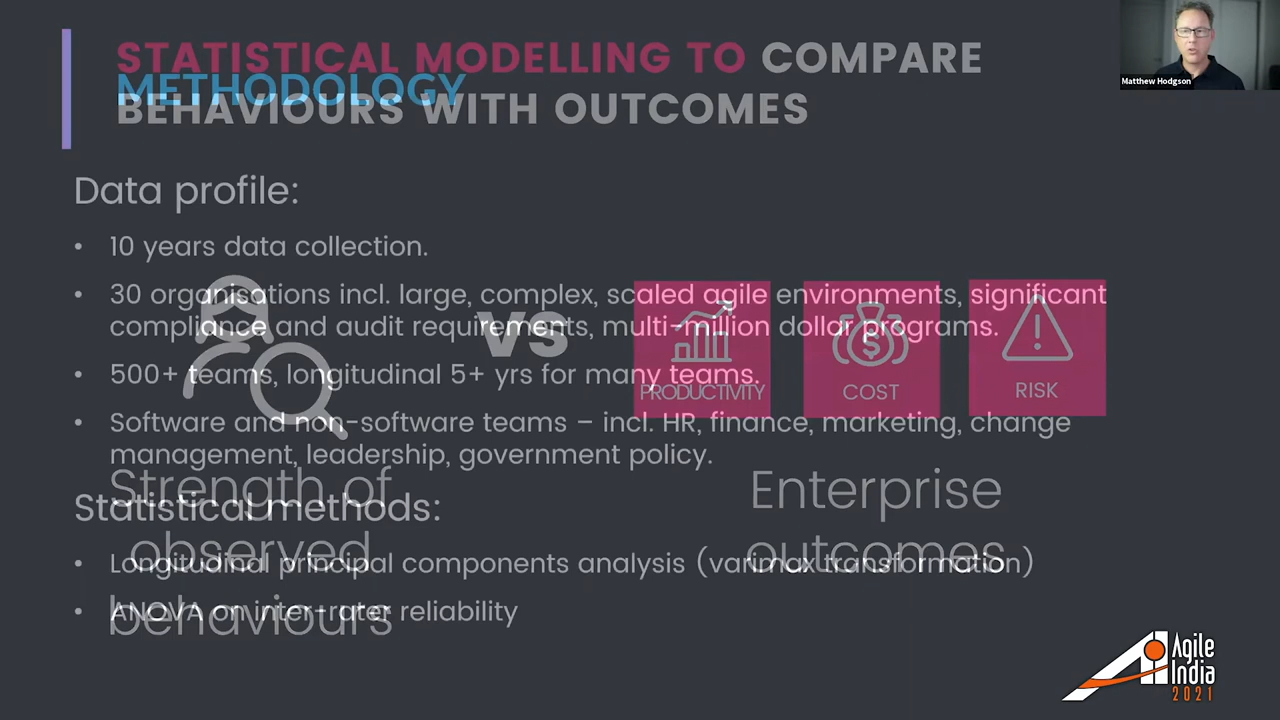 STATISTICAL MODELLING TO COMPARE
BEHAVIOURS WITH OUTCOMES
METHODOLOGY
Matthew Hodgson
Data profile:
• 10 years data collection.
• 30 organisations incl. large, complex, scaled agile environments, significant
compliance and audit requirements, multi-million dollar programs.
• 500+ teams, longitudinal 5+ yrs for many teams.
• Software and non-software teams – incl. HR, finance, marketing, change
management, leadership, government policy.
Statistical methods:
• Longitudinal principal components analysis (varimax transformation)
• ANOVA on inter-rater reliability
vs
PRODUCTIVITY
COST
RISK
Strength of
observed
behaviours
Enterprise
outcomes
Agile
India
2021